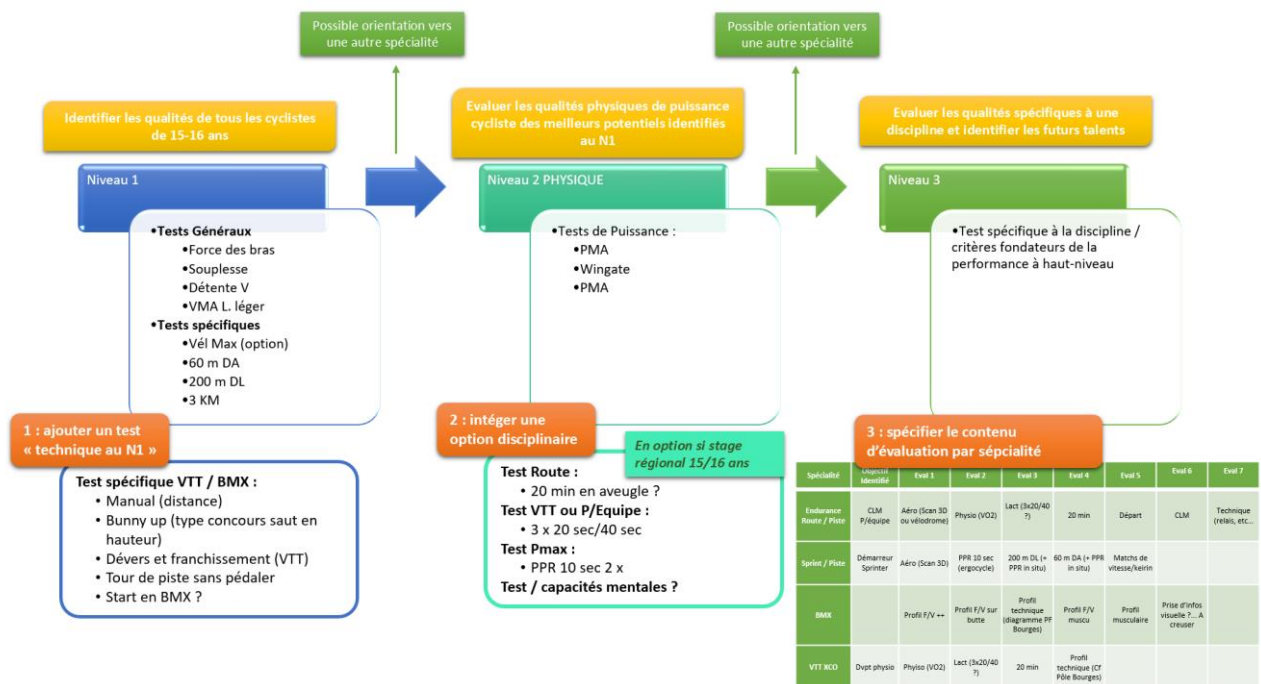 Possible orientation vers
une autre spécialité
Possible orientation vers
une autre spécialité
Identifier les qualités de tous les cyclistes
de 15-16 ans
Evaluer les qualités physiques de puissance
cycliste des meilleurs potentiels identifiés
au N1
Evaluer les qualités spécifiques à une
discipline et identifier les futurs talents
Niveau 1
•Tests Généraux
•Force des bras
•Souplesse
•Détente V
•VMA L. léger
•Tests spécifiques
•Vél Max (option)
•60 m DA
•200 m DL
•3 KM
Niveau 2 PHYSIQUE
•Tests de Puissance :
•PMA
•Wingate
•PMA
Niveau 3
•Test spécifique à la discipline /
critères fondateurs de la
performance à haut-niveau
1 : ajouter un test
« technique au N1 »
Test spécifique VTT / BMX :
• Manual (distance)
• Bunny up (type concours saut en
hauteur)
• Dévers et franchissement (VTT)
• Tour de piste sans pédaler
• Start en BMX ?
2 : intégrer une
option disciplinaire
En option si stage
régional 15/16 ans
Test Route :
• 20 min en aveugle ?
Test VTT ou P/Equipe :
• 3 x 20 sec/40 sec
Test Pmax :
• PPR 10 sec 2 x
Test / capacités mentales ?
3 : spécifier le contenu
d'évaluation par sépcialité
Spécialité Objectif Identifié Eval 1 Eval 2 Eval 3 Eval 4 Eval 5 Eval 6 Eval 7
Endurance Route / Piste CLM P/équipe Aéro (Scan 3D ou vélodrome) Physio (VO2) Lact (3x20/40 ?) 20 min Départ CLM Technique (relais, etc...
Sprint / Piste Démarreur Sprinter Aéro (Scan 3D) PPR 10 sec (ergocycle) 200 m DL (+ PPR in situ) 60 m DA (+ PPR in situ) Matchs de vitesse/keirin
BMX Profil F/V ++ Profil F/V sur butte Profil technique (diagramme PF Bourges) Profil F/V muscu Profil musculaire Prise d'infos visuelle ?... A creuser
VTT XCO Dvpt physio Phyiso (VO2) Lact (3x20/40 ?) 20 min Profil technique (Cf Pôle Bourges)